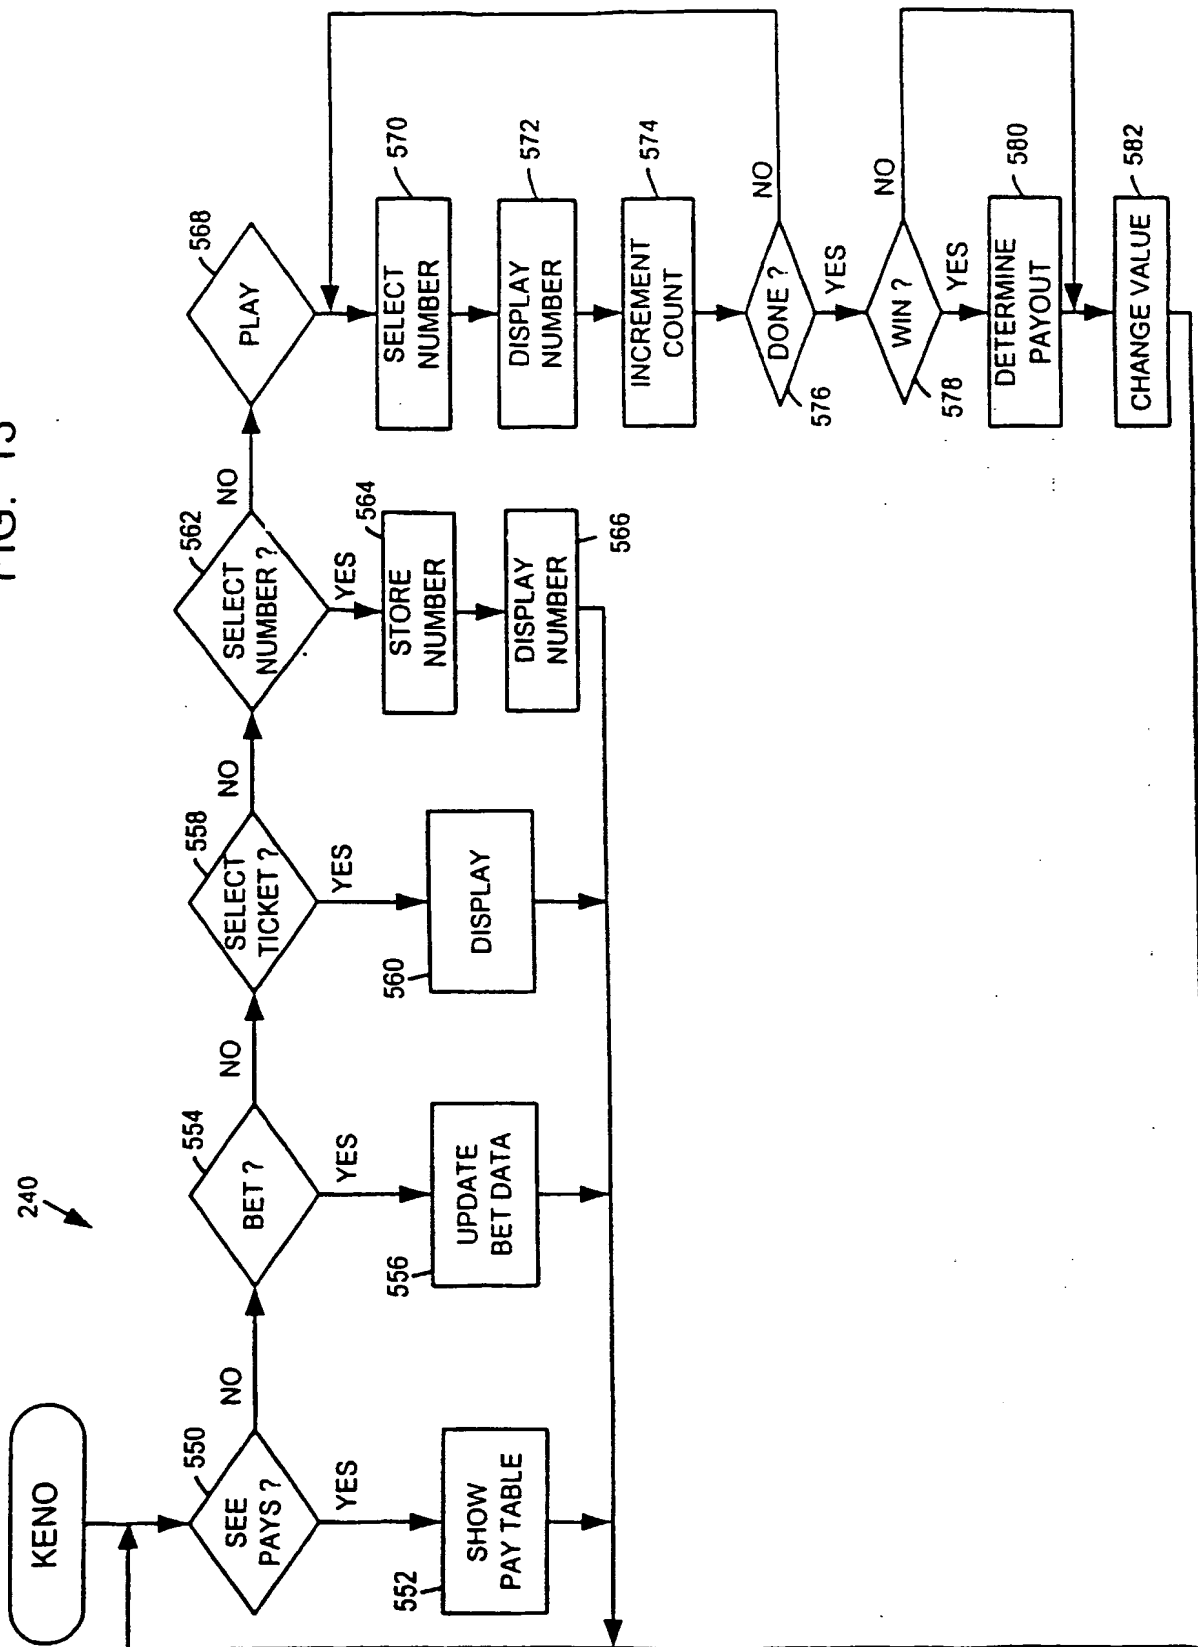 FIG. 13
240
KENO
550
SEE
PAYS ?
NO
YES
552
SHOW
PAY TABLE
554
BET ?
NO
YES
556
UPDATE
BET DATA
558
SELECT
TICKET ?
NO
YES
560
DISPLAY
562
SELECT
NUMBER ?
NO
YES
564
STORE
NUMBER
566
DISPLAY
NUMBER
568
PLAY
570
SELECT
NUMBER
572
DISPLAY
NUMBER
574
INCREMENT
COUNT
576
DONE ?
NO
YES
578
WIN ?
NO
YES
580
DETERMINE
PAYOUT
582
CHANGE VALUE